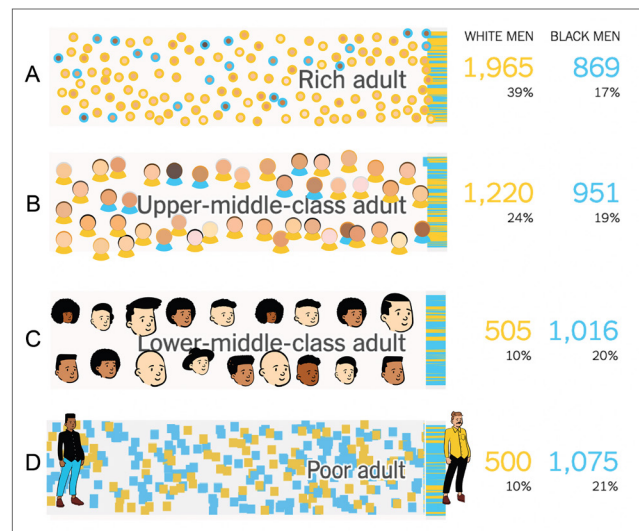 WHITE MEN BLACK MEN
A Rich adult 1,965 869
39% 17%
B Upper-middle-class adult 1,220 951
24% 19%
C Lower-middle-class adult 505 1,016
10% 20%
D Poor adult 500 1,075
10% 21%